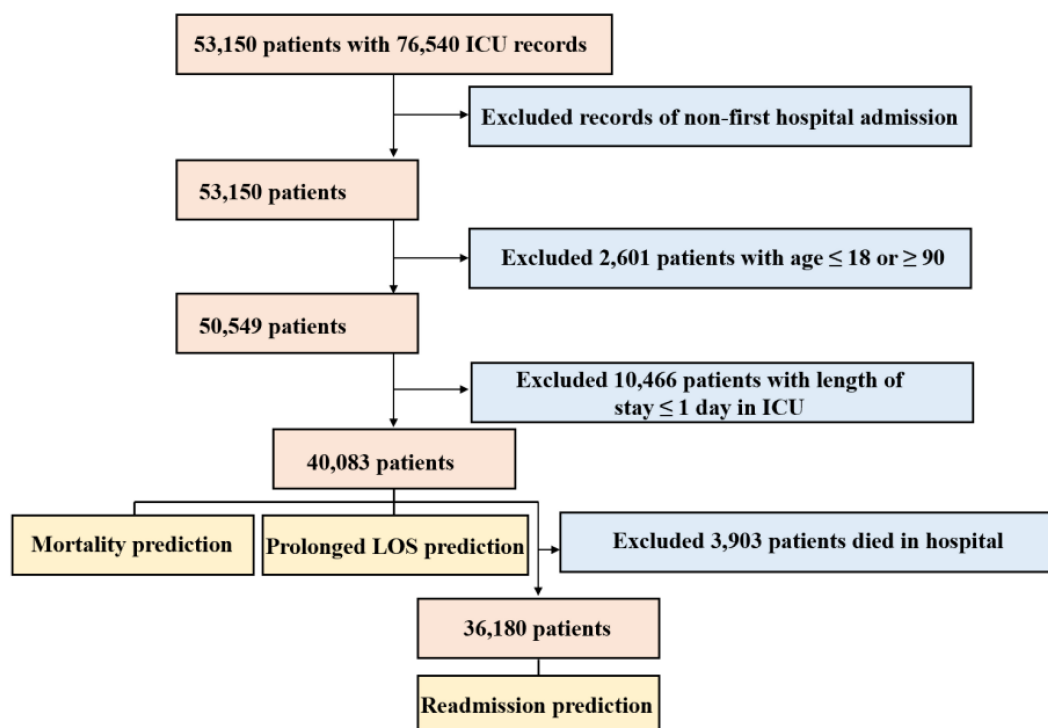 53,150 patients with 76,540 ICU records
Excluded records of non-first hospital admission
53,150 patients
Excluded 2,601 patients with age ≤ 18 or ≥ 90
50,549 patients
Excluded 10,466 patients with length of
stay ≤ 1 day in ICU
40,083 patients
Mortality prediction
Prolonged LOS prediction
Excluded 3,903 patients died in hospital
36,180 patients
Readmission prediction